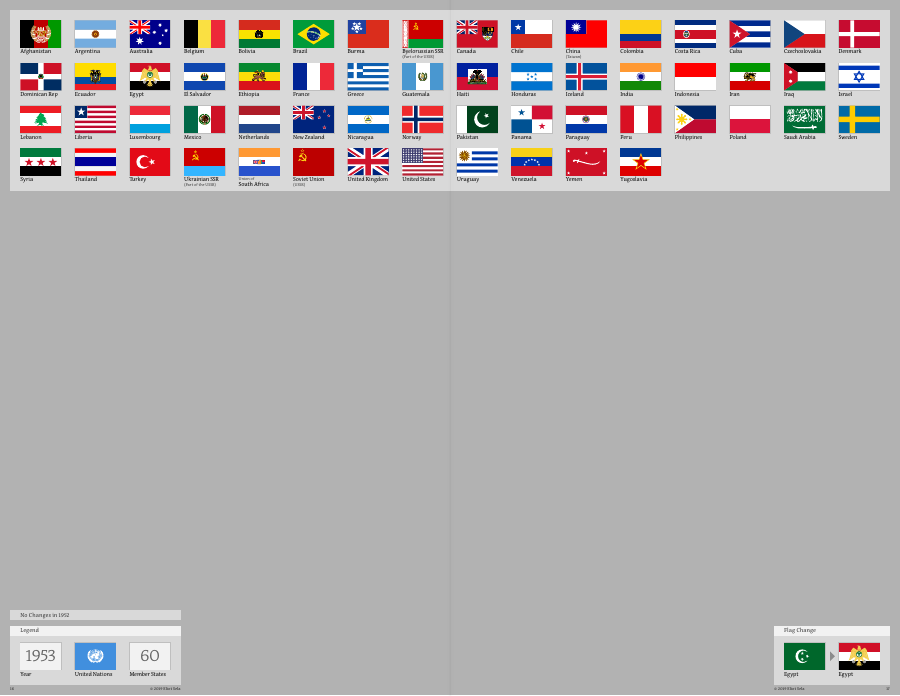 Afghanistan Argentina Australia Belgium Bolivia Brazil Burma Byelorussian SSR Canada Chile China Colombia Costa Rica Cuba Czechoslovakia Denmark
(Part of the USSR) (Taiwan)
Dominican Rep Ecuador Egypt El Salvador Ethiopia France Greece Guatemala Haiti Honduras Iceland India Indonesia Iran Iraq Israel
Lebanon Liberia Luxembourg Mexico Netherlands New Zealand Nicaragua Norway Pakistan Panama Paraguay Peru Philippines Poland Saudi Arabia Sweden
Syria Thailand Turkey Ukrainian SSR Union of South Africa Soviet Union United Kingdom United States Uruguay Venezuela Yemen Yugoslavia
(Part of the USSR) (USSR)
No Changes in 1952
Legend
1953 60
Year United Nations Member States
Flag Change
Egypt Egypt